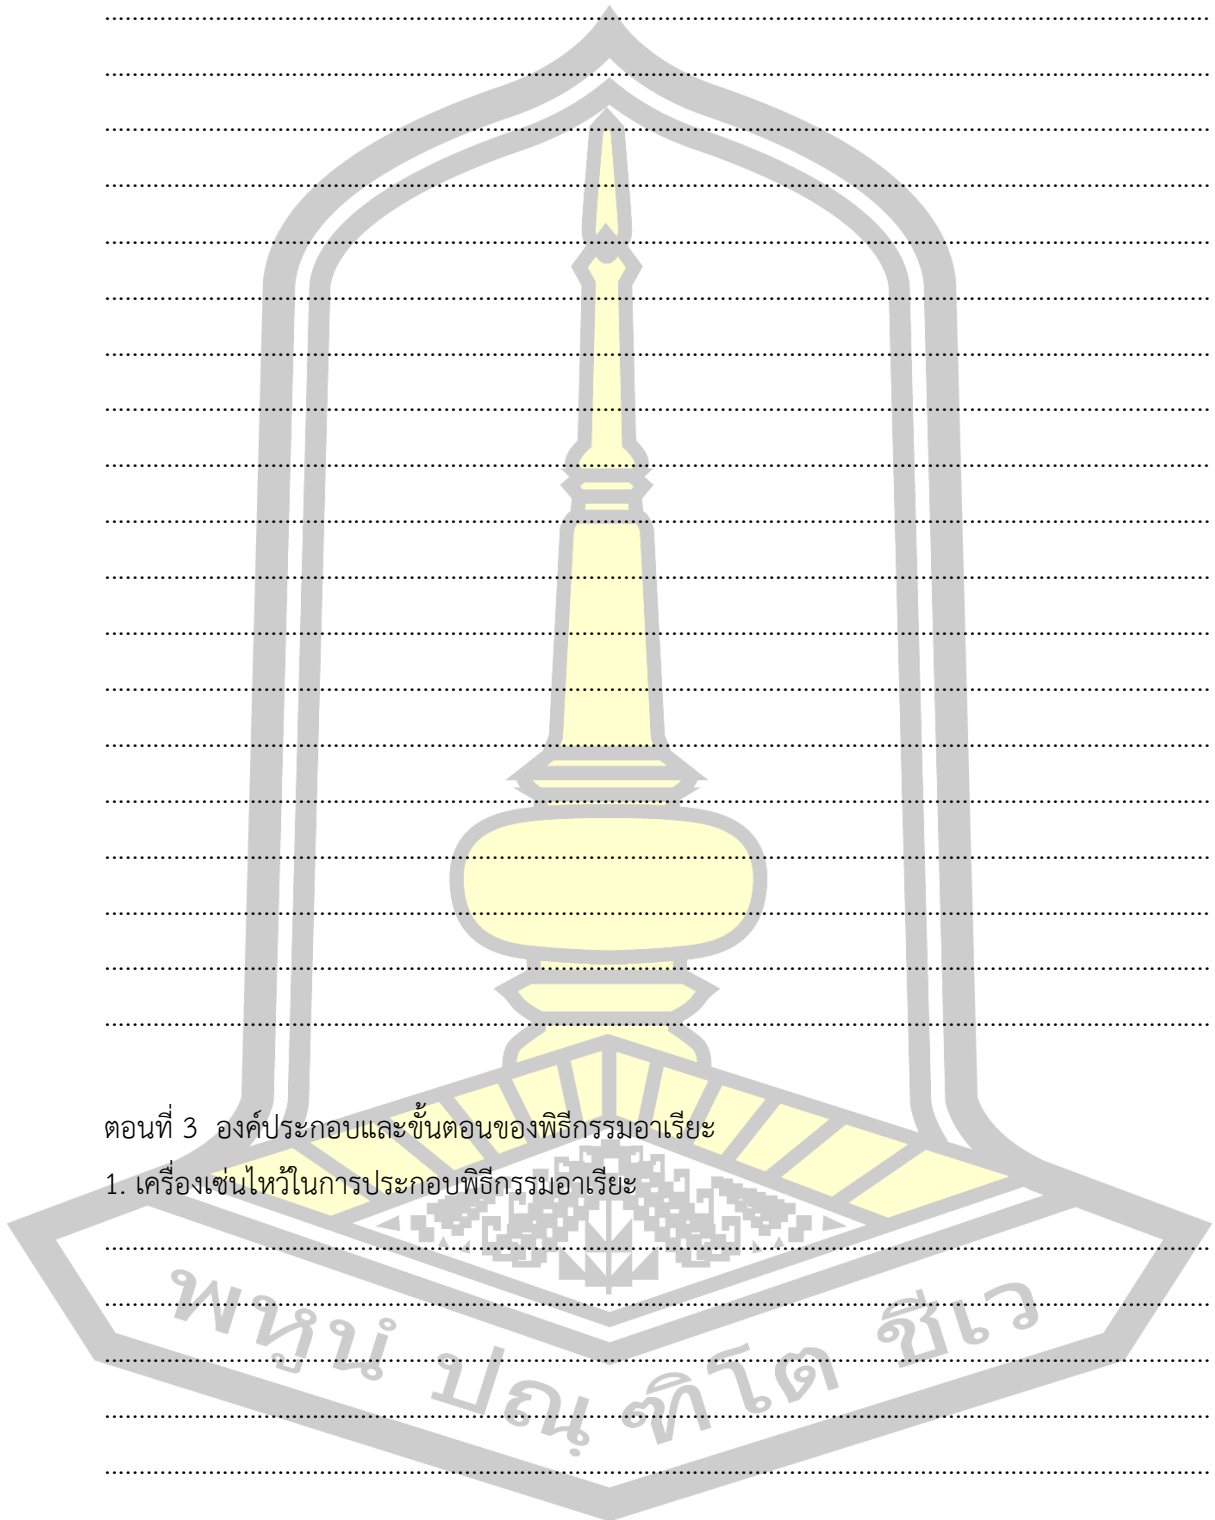 ตอนที่ 3 องค์ประกอบและขั้นตอนของพิธีกรรมอาเรียะ
1. เครื่องเซ่นไหว้ในการประกอบพิธีกรรมอาเรียะ
พหูนํ ปณฺฑิโต ชีเว